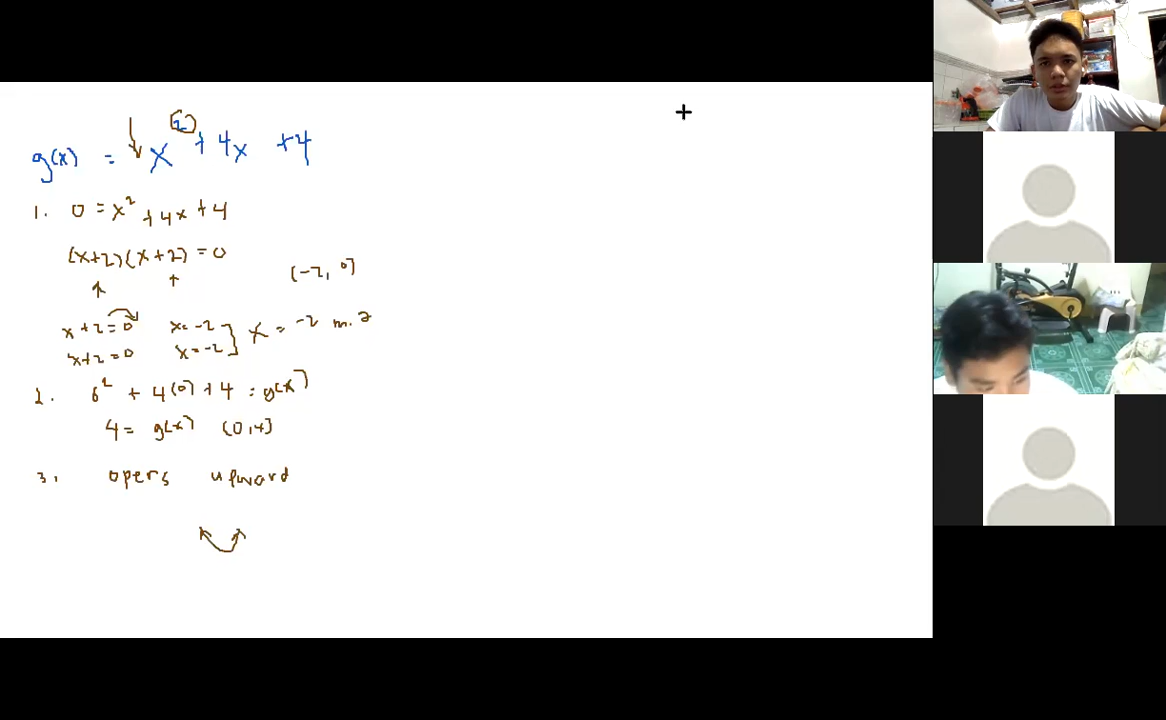 g(x) = x² + 4x + 4
1. 0 = x² + 4x + 4
(x+2)(x+2) = 0
(-2, 0)
x+2=0 x=-2
x+2=0 x=-2 } x = -2 m.2
2. 0² + 4(0) + 4 = g(x)
4 = g(x) (0,4)
3. opens upward